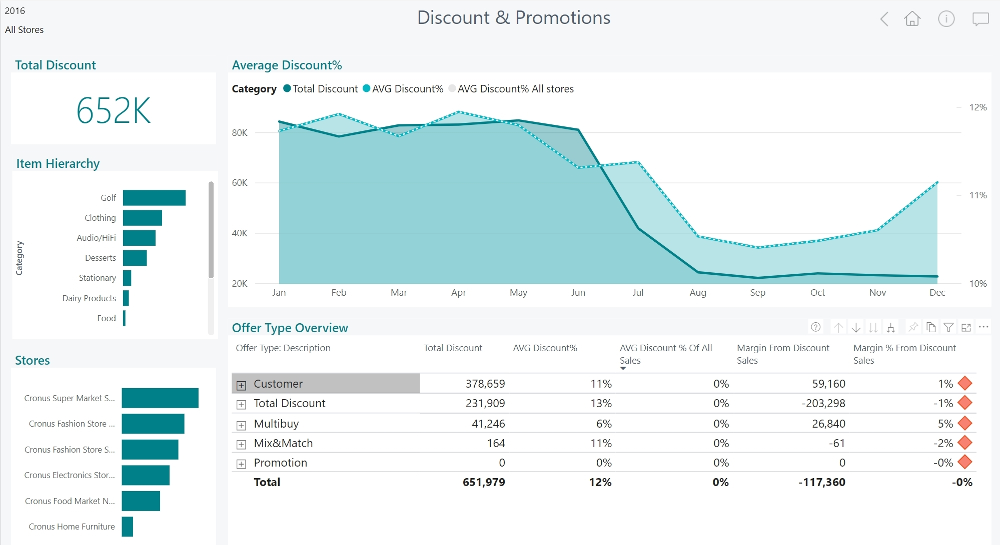 2016
All Stores
Discount & Promotions
Total Discount
652K
Item Hierarchy
Category
Golf
Clothing
Audio/HiFi
Desserts
Stationary
Dairy Products
Food
Stores
Cronus Super Market S...
Cronus Fashion Store ...
Cronus Fashion Store S...
Cronus Electronics Stor...
Cronus Food Market N...
Cronus Home Furniture
Average Discount%
Category Total Discount AVG Discount% AVG Discount% All stores
80K
60K
40K
20K
12%
11%
10%
Jan Feb Mar Apr May Jun Jul Aug Sep Oct Nov Dec
Offer Type Overview
Offer Type: Description Total Discount AVG Discount% AVG Discount % Of All Sales Margin From Discount Sales Margin % From Discount Sales
Customer 378,659 11% 0% 59,160 1%
Total Discount 231,909 13% 0% -203,298 -1%
Multibuy 41,246 6% 0% 26,840 5%
Mix&Match 164 11% 0% -61 -2%
Promotion 0 0% 0% 0 -0%
Total 651,979 12% 0% -117,360 -0%